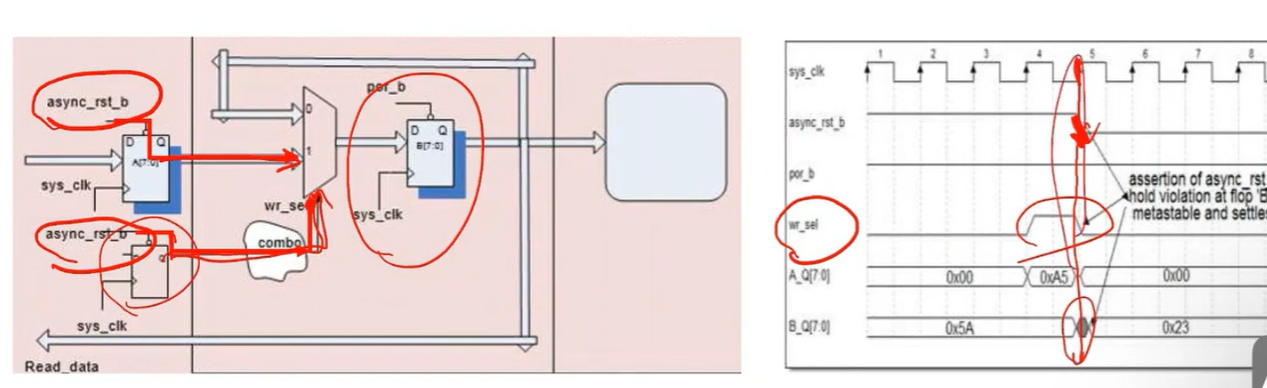 async_rst_b
D Q
A[7:0]
sys_clk
async_rst_b
Q
sys_clk
Read_data
0
1
wr_se
combo
por_b
D Q
B[7:0]
sys_clk
1 2 3 4 5 6 7 8
sys_clk
async_rst_b
por_b
wr_sel
A_Q[7:0]
0x00 0xA5 0x00
B_Q[7:0]
0x5A 0x23
assertion of async_rst
hold violation at flop 'B
metastable and settles